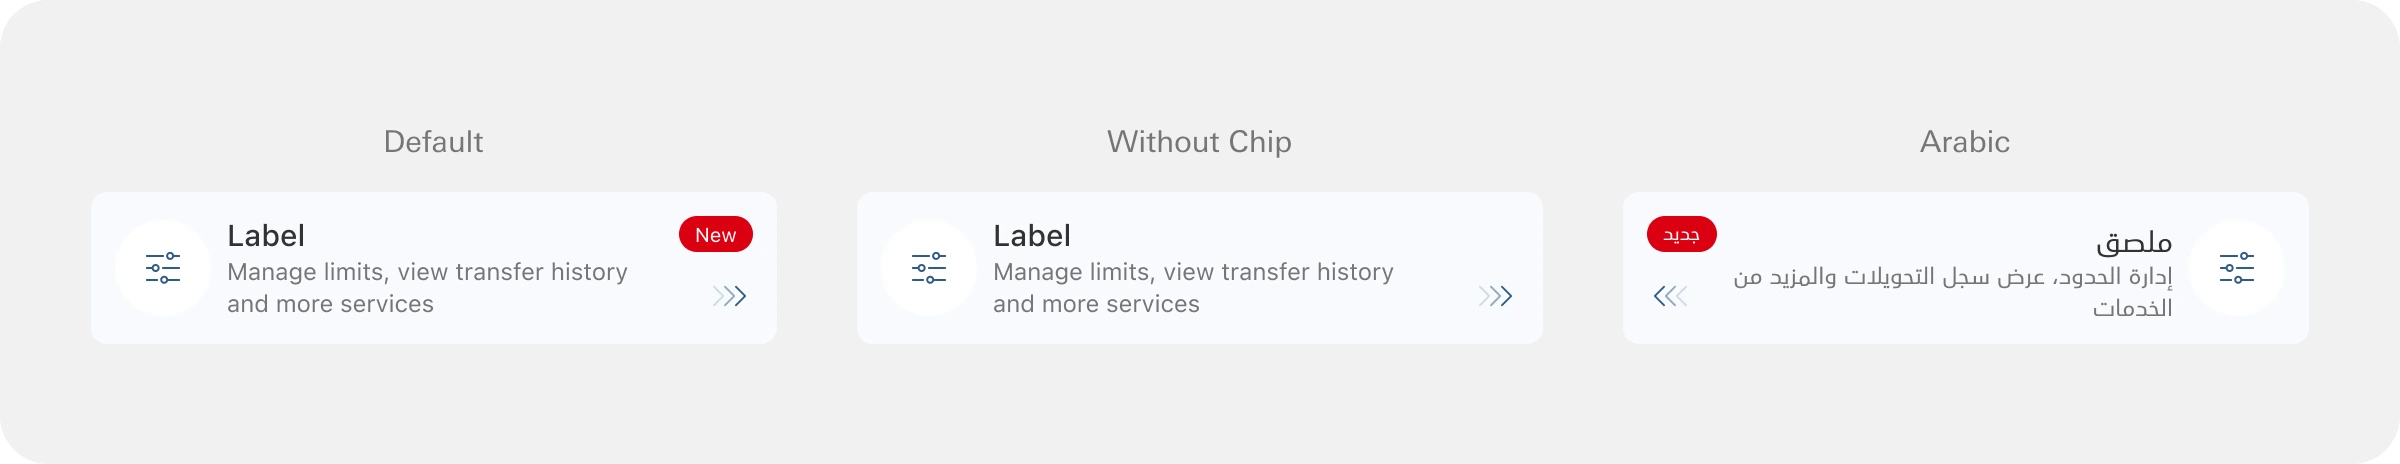 Default
Label
New
Manage limits, view transfer history
and more services
Without Chip
Label
Manage limits, view transfer history
and more services
Arabic
ملصق
جديد
إدارة الحدود، عرض سجل التحويلات والمزيد من
الخدمات